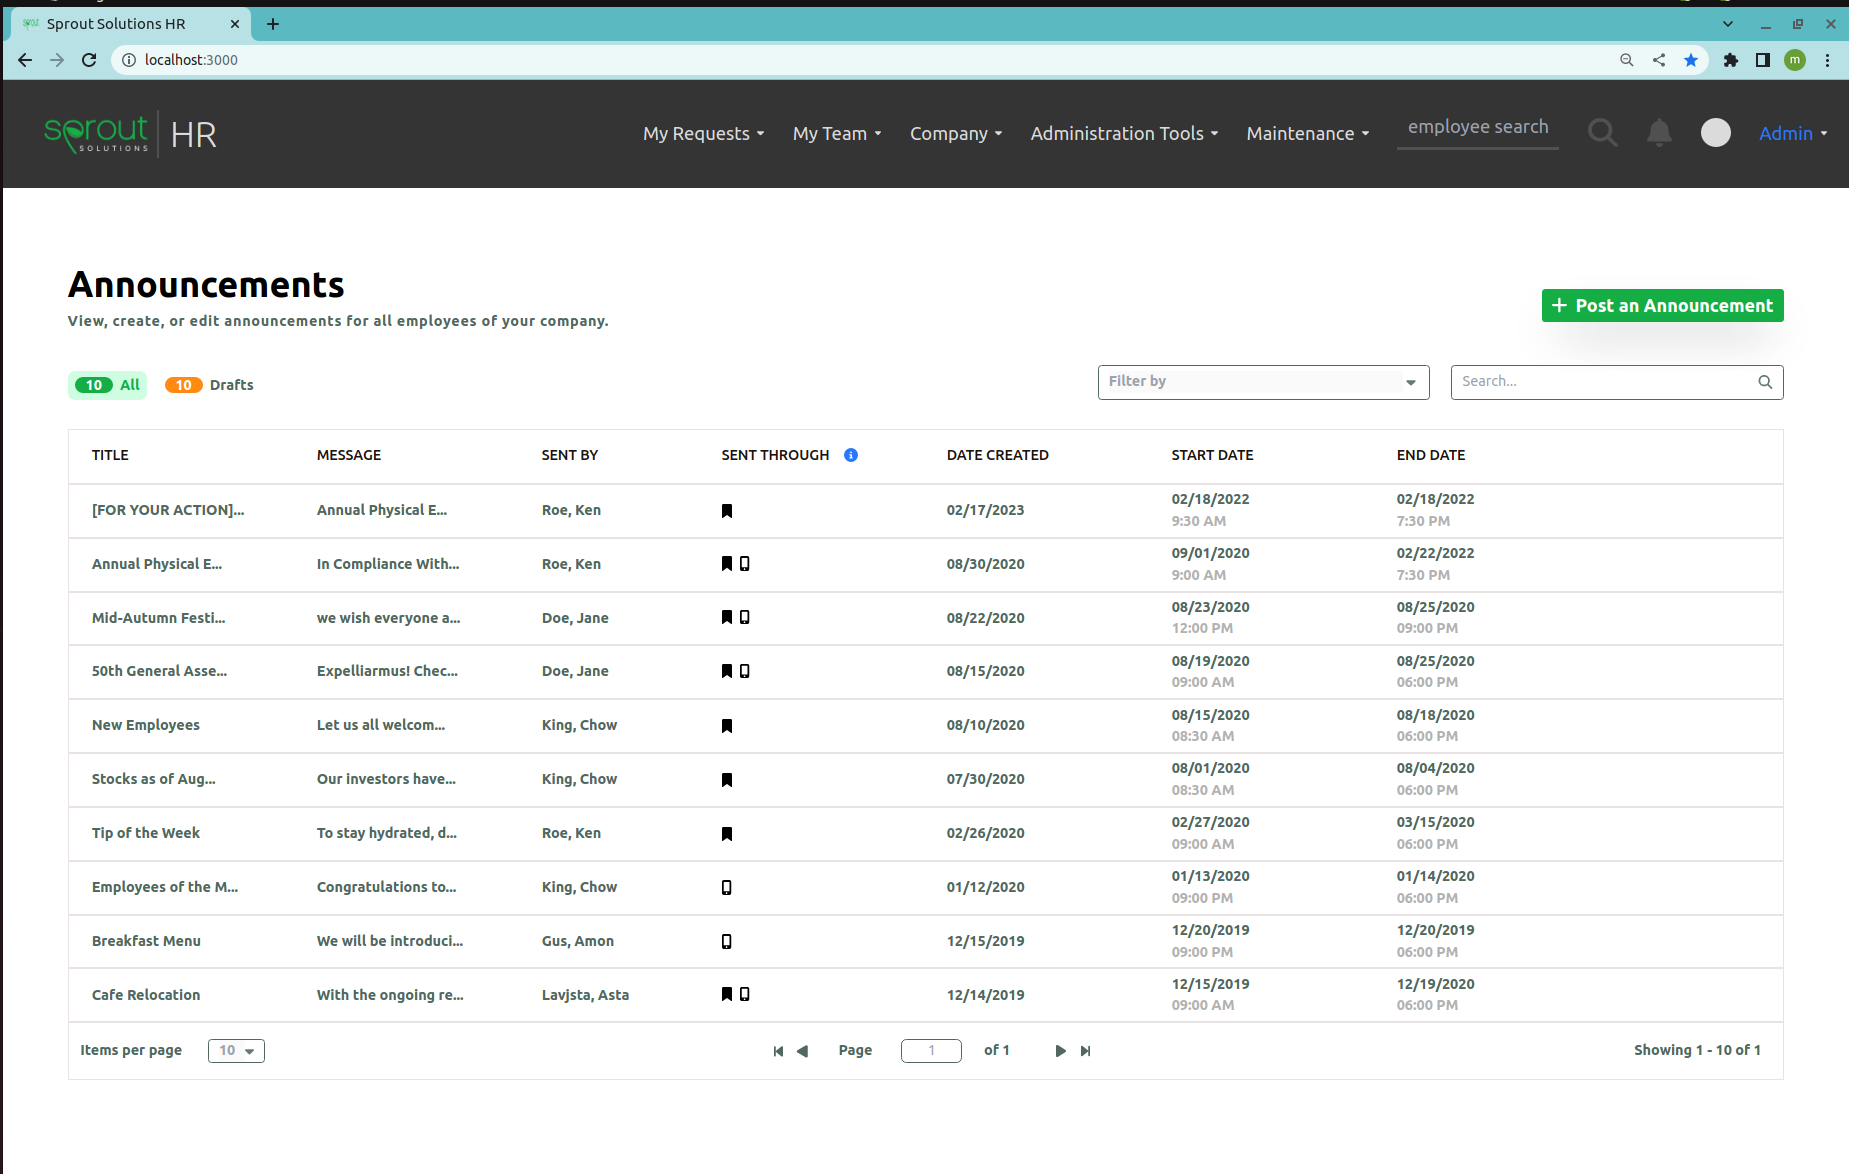 Sprout Solutions HR
localhost:3000
m
sprout
SOLUTIONS
HR
My Requests
My Team
Company
Administration Tools
Maintenance
employee search
Admin
Announcements
View, create, or edit announcements for all employees of your company.
+ Post an Announcement
10 All
10 Drafts
Filter by
Search...
TITLE MESSAGE SENT BY SENT THROUGH DATE CREATED START DATE END DATE
[FOR YOUR ACTION]... Annual Physical E... Roe, Ken 02/17/2023 02/18/2022 02/18/2022
9:30 AM 7:30 PM
Annual Physical E... In Compliance With... Roe, Ken 08/30/2020 09/01/2020 02/22/2022
9:00 AM 7:30 PM
Mid-Autumn Festi... we wish everyone a... Doe, Jane 08/22/2020 08/23/2020 08/25/2020
12:00 PM 09:00 PM
50th General Asse... Expelliarmus! Chec... Doe, Jane 08/15/2020 08/19/2020 08/25/2020
09:00 AM 06:00 PM
New Employees Let us all welcom... King, Chow 08/10/2020 08/15/2020 08/18/2020
08:30 AM 06:00 PM
Stocks as of Aug... Our investors have... King, Chow 07/30/2020 08/01/2020 08/04/2020
08:30 AM 06:00 PM
Tip of the Week To stay hydrated, d... Roe, Ken 02/26/2020 02/27/2020 03/15/2020
09:00 AM 06:00 PM
Employees of the M... Congratulations to... King, Chow 01/12/2020 01/13/2020 01/14/2020
09:00 PM 06:00 PM
Breakfast Menu We will be introduci... Gus, Amon 12/15/2019 12/20/2019 12/20/2019
09:00 PM 06:00 PM
Cafe Relocation With the ongoing re... Lavjsta, Asta 12/14/2019 12/15/2019 12/19/2020
09:00 AM 06:00 PM
Items per page 10 Page 1 of 1 Showing 1 - 10 of 1